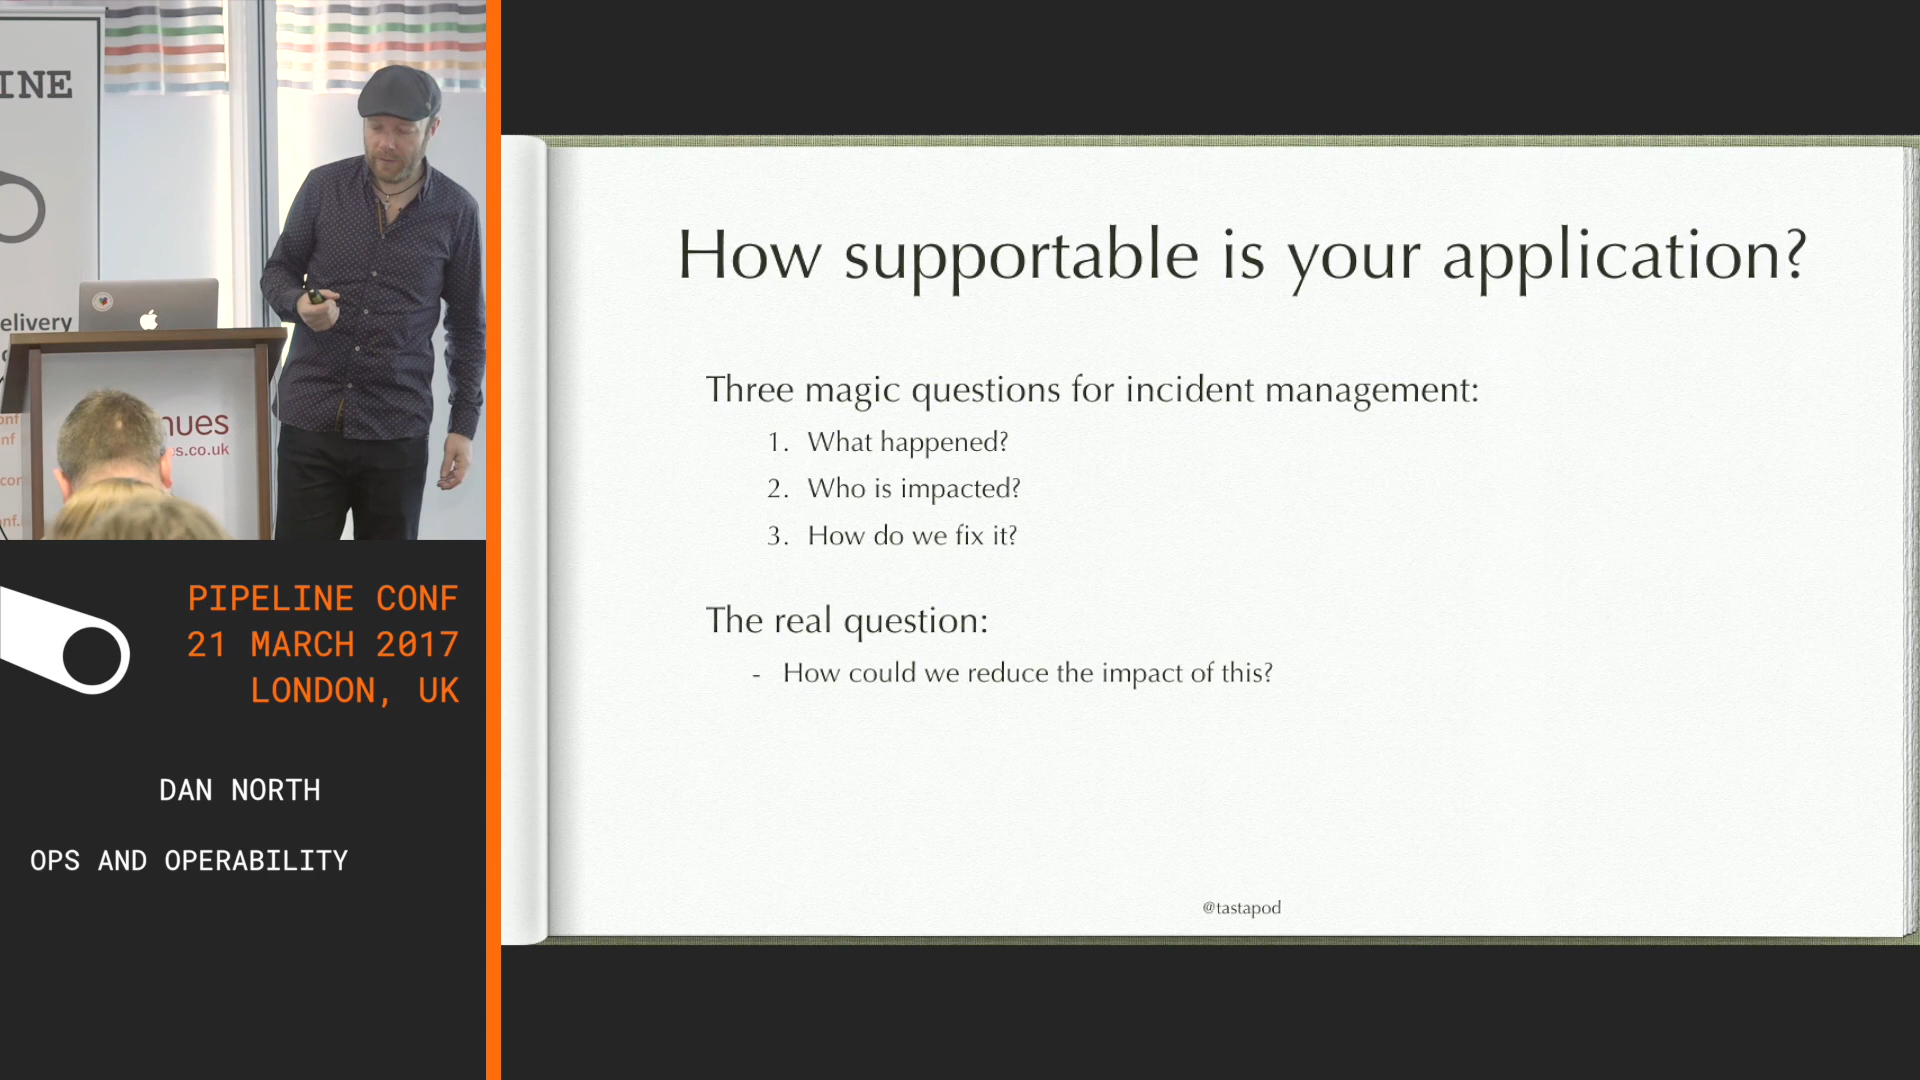 INE
elivery
nues
ps.co.uk
PIPELINE CONF
21 MARCH 2017
LONDON, UK
DAN NORTH
OPS AND OPERABILITY
How supportable is your application?
Three magic questions for incident management:
1. What happened?
2. Who is impacted?
3. How do we fix it?
The real question:
- How could we reduce the impact of this?
@tastapod